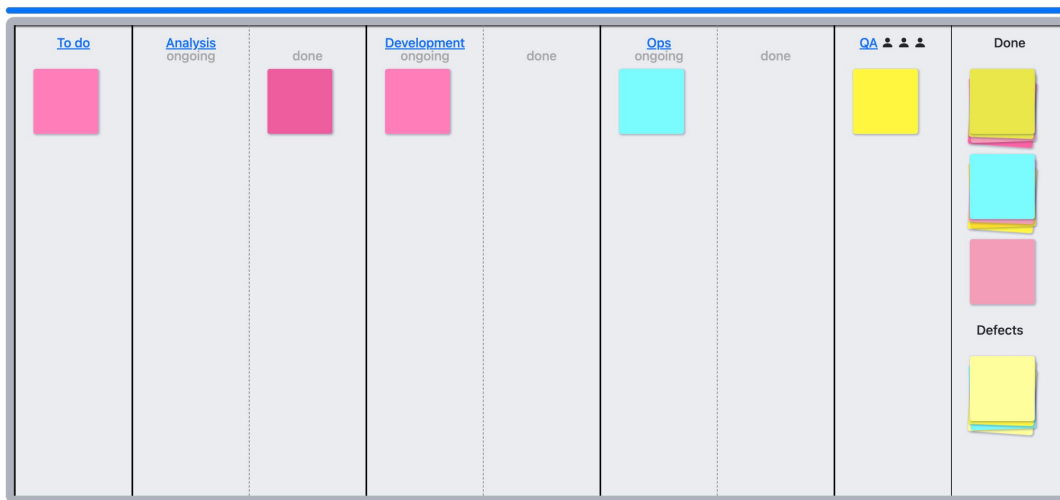 To do
Analysis
ongoing
done
Development
ongoing
done
Ops
ongoing
done
QA
Done
Defects